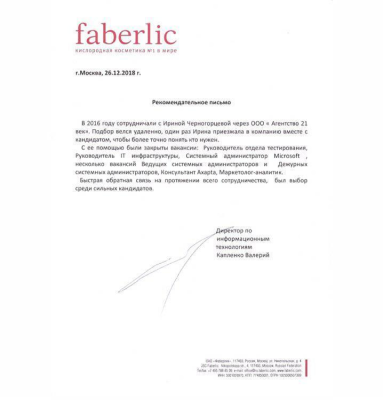 faberlic
кислородная косметика №1 в мире
г.Москва, 26.12.2018 г.
Рекомендательное письмо
В 2016 году сотрудничали с Ириной Черногорцевой через ООО « Агентство 21
век». Подбор велся удаленно, один раз Ирина приезжала в компанию вместе с
кандидатом, чтобы более точно понять кто нужен.
С ее помощью были закрыты вакансии: Руководитель отдела тестирования,
Руководитель IT инфраструктуры, Системный администратор Microsoft ,
несколько вакансий Ведущих системных администраторов и Дежурных
системных администраторов, Консультант Ахарта, Маркетолог-аналитик.
Быстрая обратная связь на протяжении всего сотрудничества, был выбор
среди сильных кандидатов.
Директор по
информационным
технологиям
Капленко Валерий